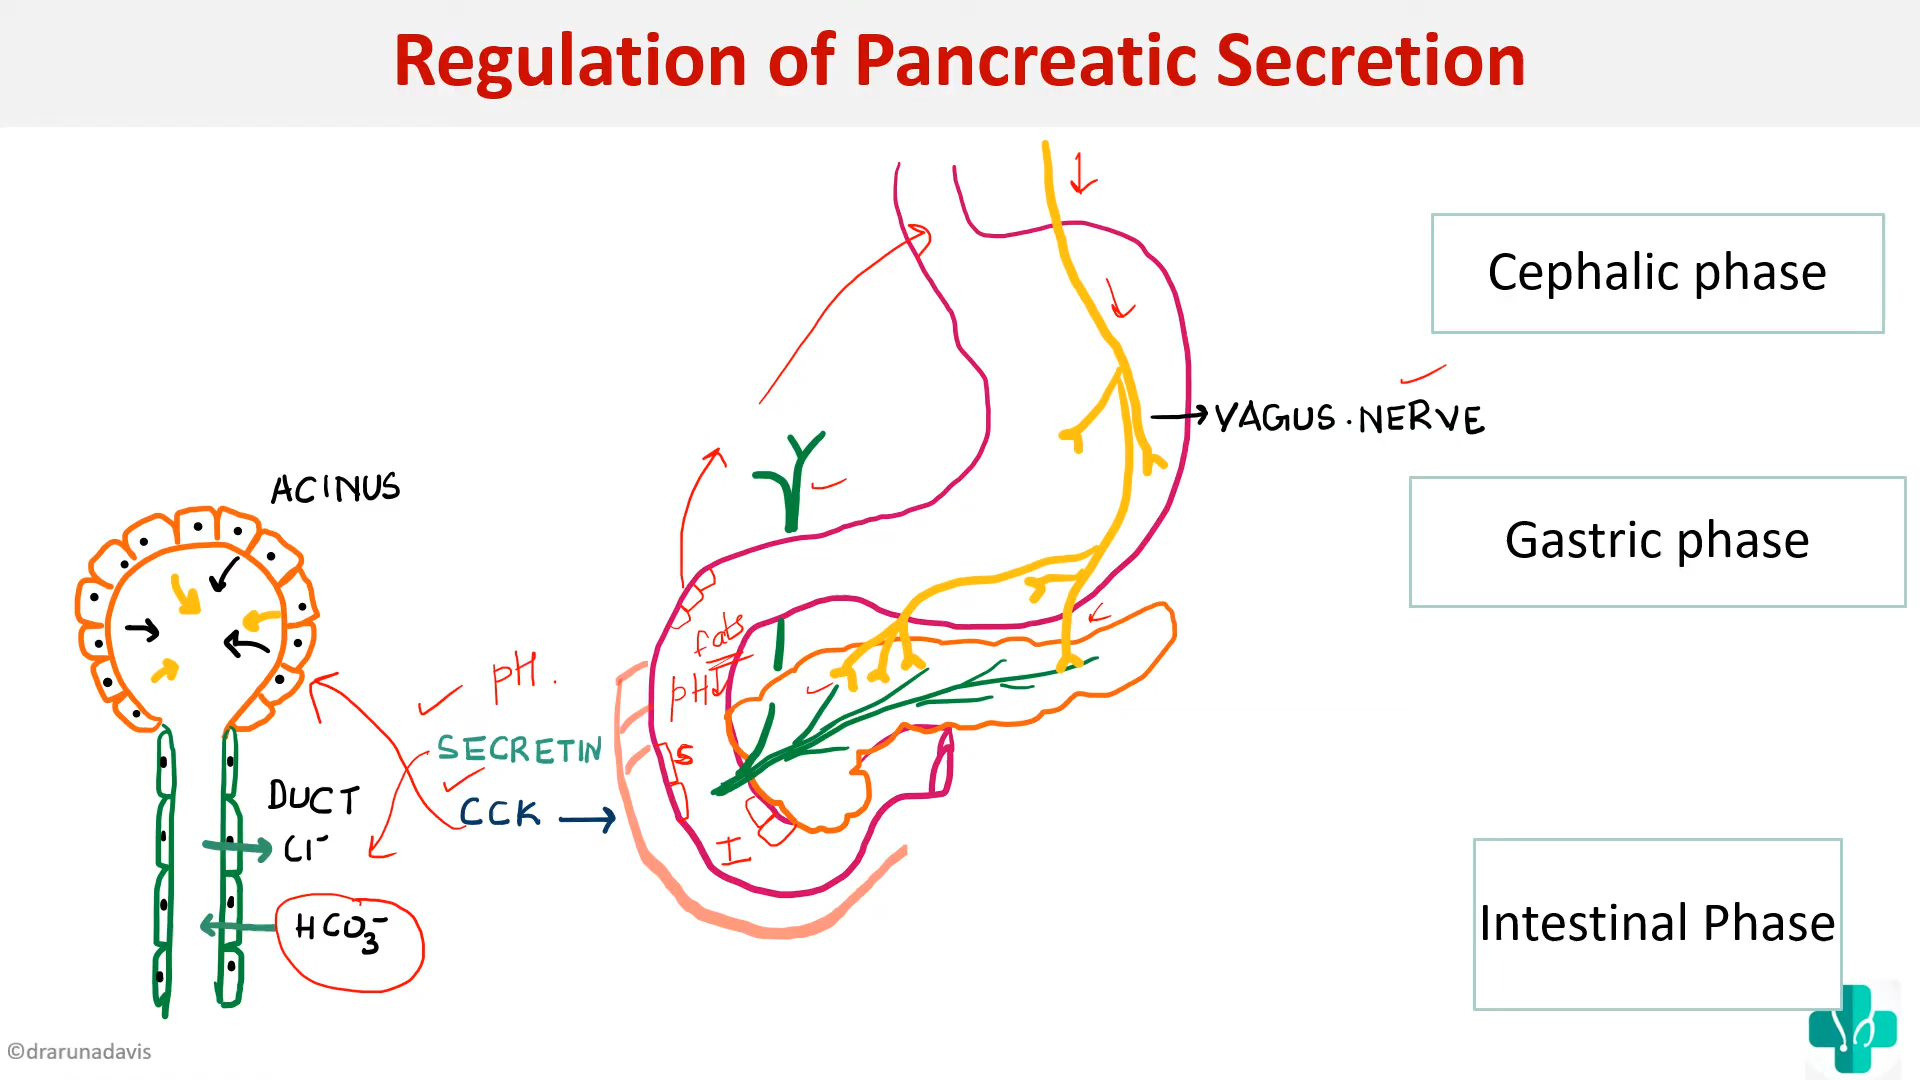 Regulation of Pancreatic Secretion
Cephalic phase
VAGUS. NERVE
ACINUS
Gastric phase
fats
pH.
pH↓
SECRETIN
S
DUCT
CCK
Cl⁻
I
HCO₃⁻
Intestinal Phase
©drarunadavis